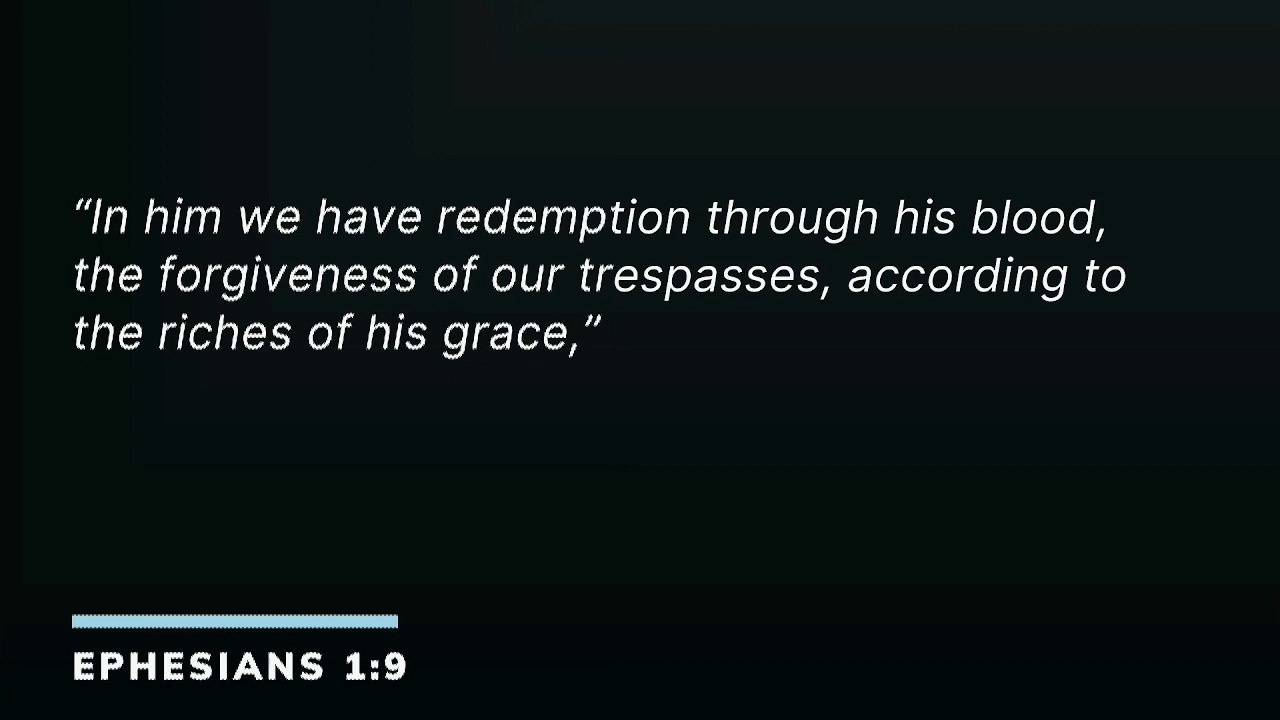 “In him we have redemption through his blood,
the forgiveness of our trespasses, according to
the riches of his grace,”
EPHESIANS 1:9